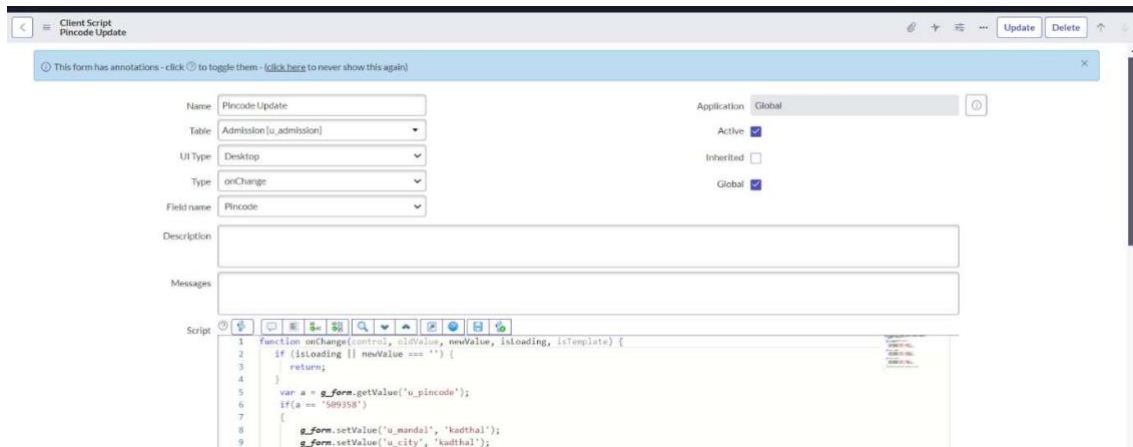 Client Script
Pincode Update
Update Delete
This form has annotations - click ? to toggle them - (click here to never show this again)
Name Pincode Update
Application Global
Table Admission [u_admission]
Active
UI Type Desktop
Inherited
Type onChange
Global
Field name Pincode
Description
Messages
Script
1 function onChange(control, oldValue, newValue, isLoading, isTemplate) {
2 if (isLoading || newValue === '') {
3 return;
4 }
5 var a = g_form.getValue('u_pincode');
6 if(a == '509358')
7 {
8 g_form.setValue('u_mandal', 'kadthal');
9 g_form.setValue('u_city', 'kadthal');